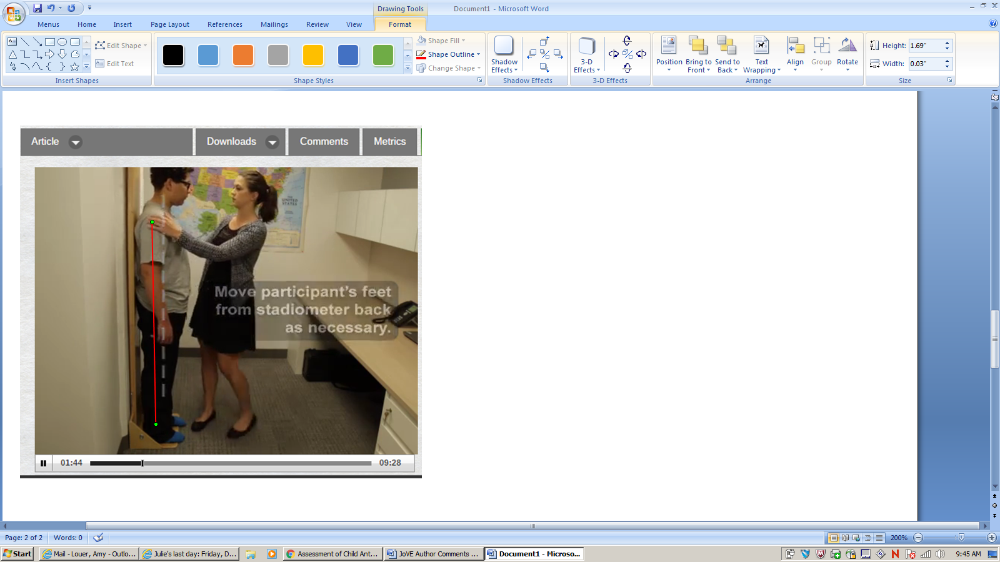 Drawing Tools
Document1 - Microsoft Word
Menus Home Insert Page Layout References Mailings Review View Format
Edit Shape
Edit Text
Insert Shapes
Shape Styles
Shape Fill
Shape Outline
Change Shape
Shadow
Effects
Shadow Effects
3-D
Effects
3-D Effects
Position
Bring to
Front
Send to
Back
Text
Wrapping
Align
Group
Rotate
Arrange
Height: 1.69"
Width: 0.03"
Size
Article Downloads Comments Metrics
THE
UNITED
STATES
Move participant's feet
from stadiometer back
as necessary.
01:44 09:28
Page: 2 of 2 Words: 0 200%
Start Mail - Louer, Amy - Outlo... Julie's last day: Friday, D... Assessment of Child Ant... JoVE Author Comments ... Document1 - Microso... 9:45 AM